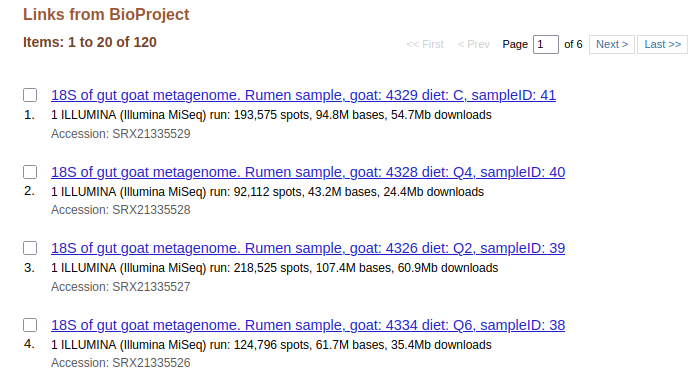 Links from BioProject
Items: 1 to 20 of 120
<< First < Prev Page 1 of 6 Next > Last >>
18S of gut goat metagenome. Rumen sample, goat: 4329 diet: C, sampleID: 41
1. 1 ILLUMINA (Illumina MiSeq) run: 193,575 spots, 94.8M bases, 54.7Mb downloads
Accession: SRX21335529
18S of gut goat metagenome. Rumen sample, goat: 4328 diet: Q4, sampleID: 40
2. 1 ILLUMINA (Illumina MiSeq) run: 92,112 spots, 43.2M bases, 24.4Mb downloads
Accession: SRX21335528
18S of gut goat metagenome. Rumen sample, goat: 4326 diet: Q2, sampleID: 39
3. 1 ILLUMINA (Illumina MiSeq) run: 218,525 spots, 107.4M bases, 60.9Mb downloads
Accession: SRX21335527
18S of gut goat metagenome. Rumen sample, goat: 4334 diet: Q6, sampleID: 38
4. 1 ILLUMINA (Illumina MiSeq) run: 124,796 spots, 61.7M bases, 35.4Mb downloads
Accession: SRX21335526